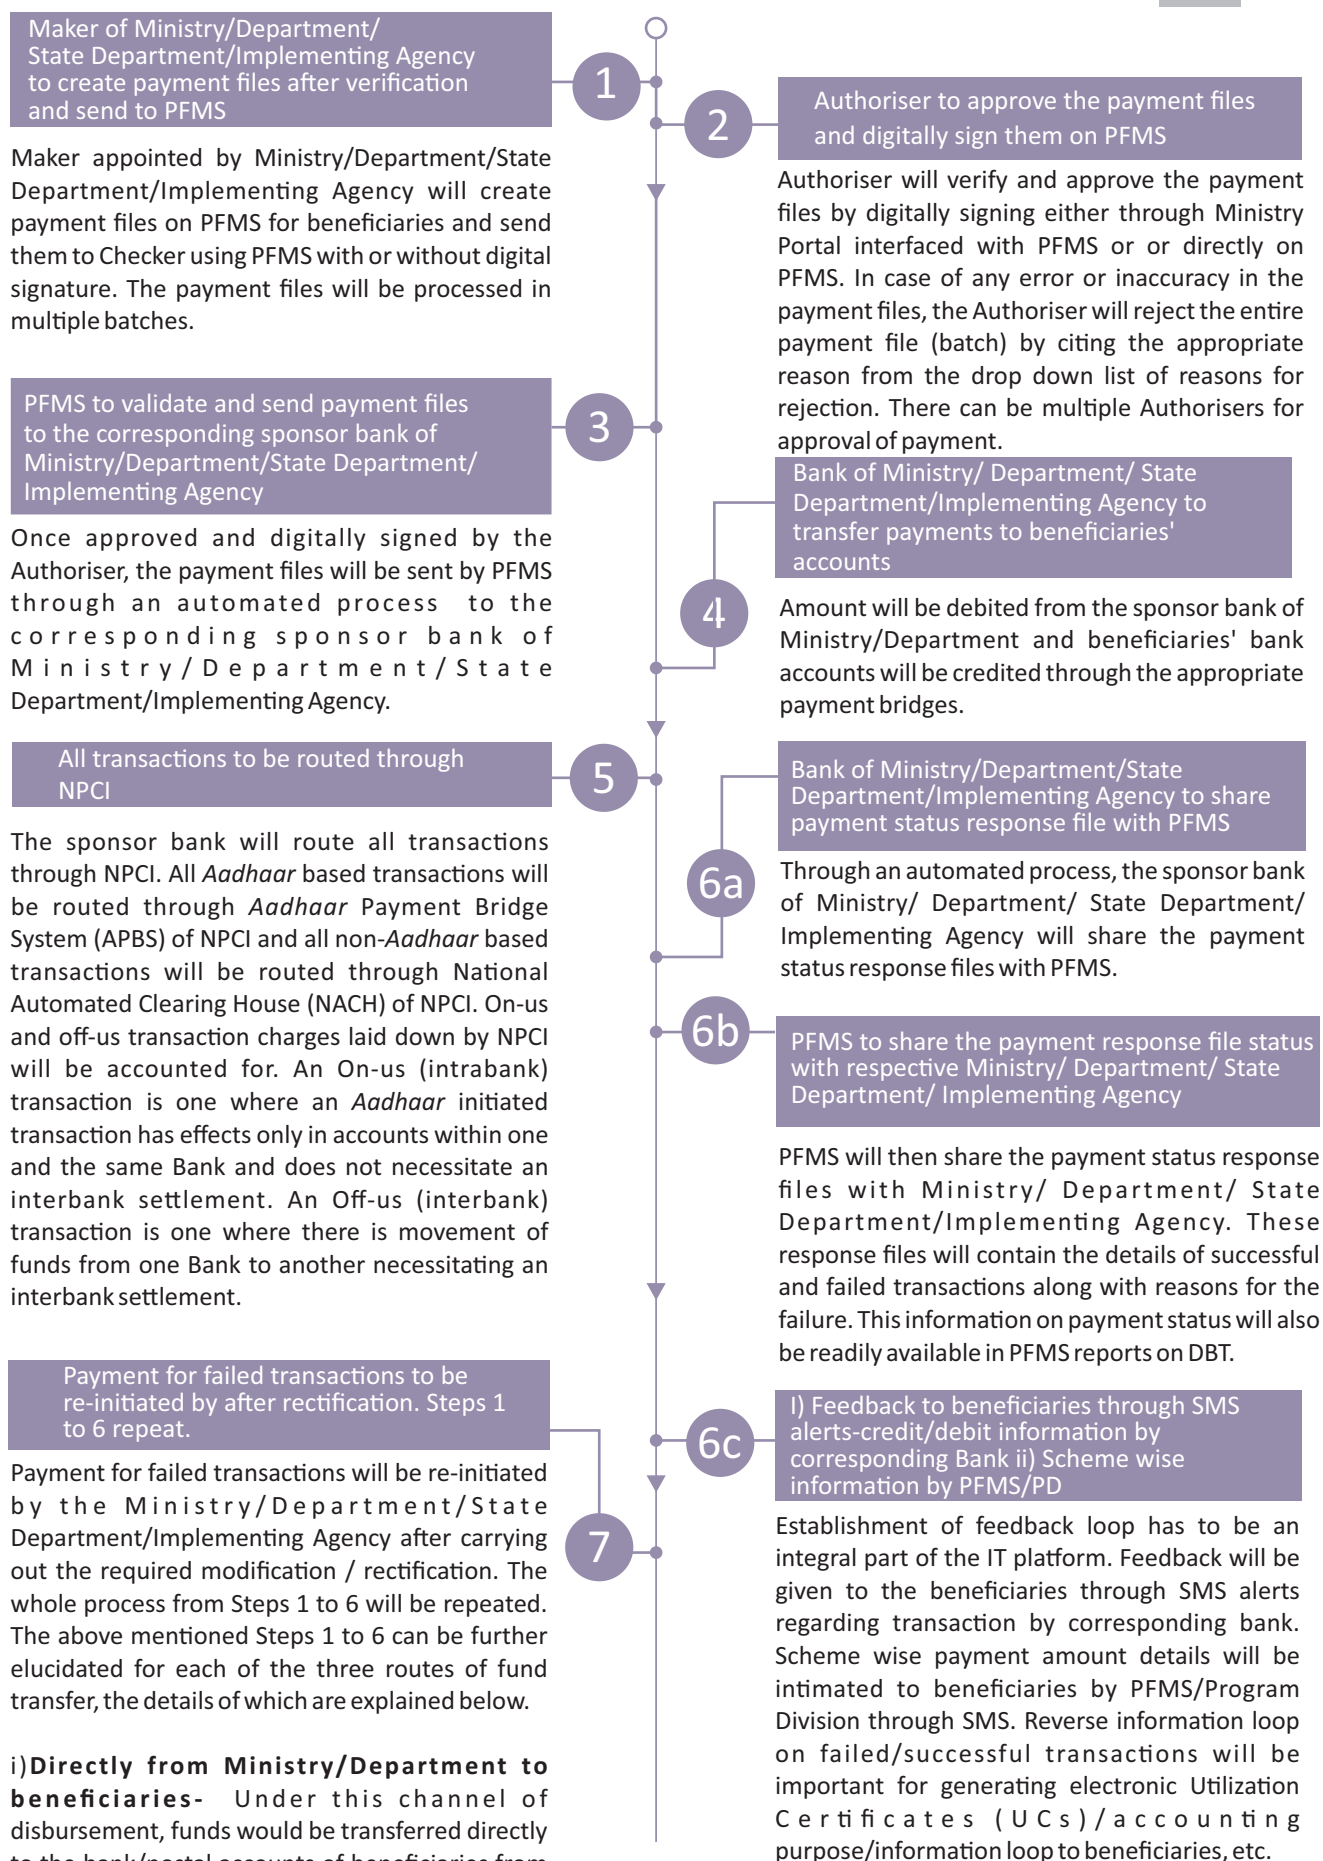 Maker of Ministry/Department/
State Department/Implementing Agency
to create payment files after verification
and send to PFMS
1
Maker appointed by Ministry/Department/State
Department/Implementing Agency will create
payment files on PFMS for beneficiaries and send
them to Checker using PFMS with or without digital
signature. The payment files will be processed in
multiple batches.
2
Authoriser to approve the payment files
and digitally sign them on PFMS
Authoriser will verify and approve the payment
files by digitally signing either through Ministry
Portal interfaced with PFMS or or directly on
PFMS. In case of any error or inaccuracy in the
payment files, the Authoriser will reject the entire
payment file (batch) by citing the appropriate
reason from the drop down list of reasons for
rejection. There can be multiple Authorisers for
approval of payment.
PFMS to validate and send payment files
to the corresponding sponsor bank of
Ministry/Department/State Department/
Implementing Agency
3
Once approved and digitally signed by the
Authoriser, the payment files will be sent by PFMS
through an automated process to the
corresponding sponsor bank of
Ministry/Department/State
Department/Implementing Agency.
Bank of Ministry/ Department/ State
Department/Implementing Agency to
transfer payments to beneficiaries'
accounts
4
Amount will be debited from the sponsor bank of
Ministry/Department and beneficiaries' bank
accounts will be credited through the appropriate
payment bridges.
All transactions to be routed through
NPCI
5
The sponsor bank will route all transactions
through NPCI. All Aadhaar based transactions will
be routed through Aadhaar Payment Bridge
System (APBS) of NPCI and all non-Aadhaar based
transactions will be routed through National
Automated Clearing House (NACH) of NPCI. On-us
and off-us transaction charges laid down by NPCI
will be accounted for. An On-us (intrabank)
transaction is one where an Aadhaar initiated
transaction has effects only in accounts within one
and the same Bank and does not necessitate an
interbank settlement. An Off-us (interbank)
transaction is one where there is movement of
funds from one Bank to another necessitating an
interbank settlement.
Bank of Ministry/Department/State
Department/Implementing Agency to share
payment status response file with PFMS
6a
Through an automated process, the sponsor bank
of Ministry/ Department/ State Department/
Implementing Agency will share the payment
status response files with PFMS.
6b
PFMS to share the payment response file status
with respective Ministry/ Department/ State
Department/ Implementing Agency
PFMS will then share the payment status response
files with Ministry/ Department/ State
Department/Implementing Agency. These
response files will contain the details of successful
and failed transactions along with reasons for the
failure. This information on payment status will also
be readily available in PFMS reports on DBT.
6c
I) Feedback to beneficiaries through SMS
alerts-credit/debit information by
corresponding Bank ii) Scheme wise
information by PFMS/PD
Establishment of feedback loop has to be an
integral part of the IT platform. Feedback will be
given to the beneficiaries through SMS alerts
regarding transaction by corresponding bank.
Scheme wise payment amount details will be
intimated to beneficiaries by PFMS/Program
Division through SMS. Reverse information loop
on failed/successful transactions will be
important for generating electronic Utilization
Certificates (UCs)/accounting
purpose/information loop to beneficiaries, etc.
Payment for failed transactions to be
re-initiated by after rectification. Steps 1
to 6 repeat.
7
Payment for failed transactions will be re-initiated
by the Ministry/Department/State
Department/Implementing Agency after carrying
out the required modification / rectification. The
whole process from Steps 1 to 6 will be repeated.
The above mentioned Steps 1 to 6 can be further
elucidated for each of the three routes of fund
transfer, the details of which are explained below.
i)Directly from Ministry/Department to
beneficiaries- Under this channel of
disbursement, funds would be transferred directly
to the bank/postal accounts of beneficiaries from